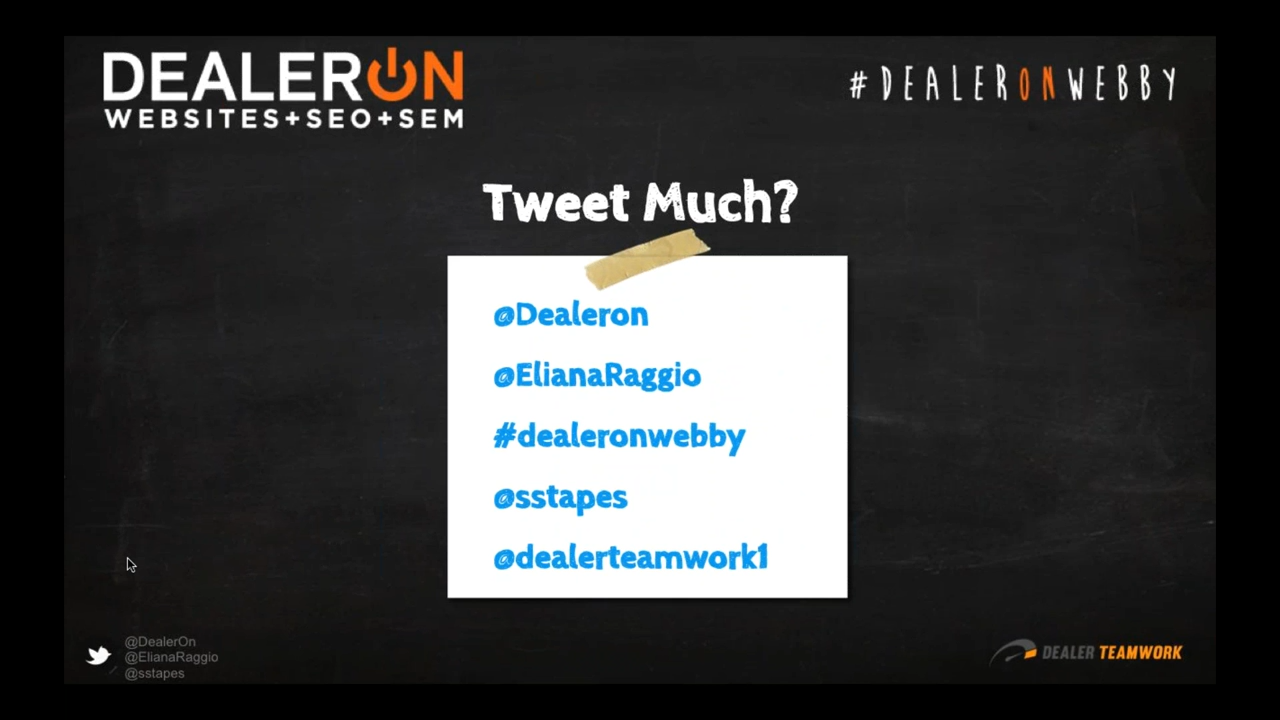 DEALERON
WEBSITES+SEO+SEM
#DEALERONWEBBY
Tweet Much?
@Dealeron
@ElianaRaggio
#dealeronwebby
@sstapes
@dealerteamwork1
@DealerOn
@ElianaRaggio
@sstapes
DEALER TEAMWORK